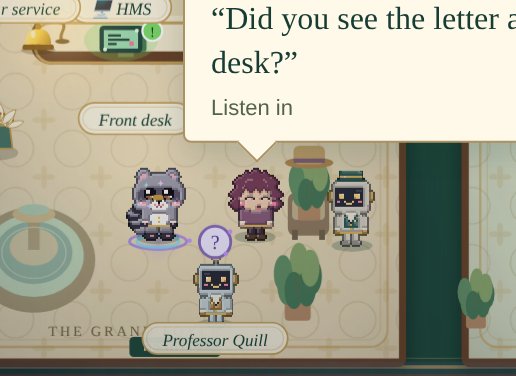 r service
HMS
!
“Did you see the letter a
desk?”
Listen in
Front desk
?
THE GRAN
Professor Quill